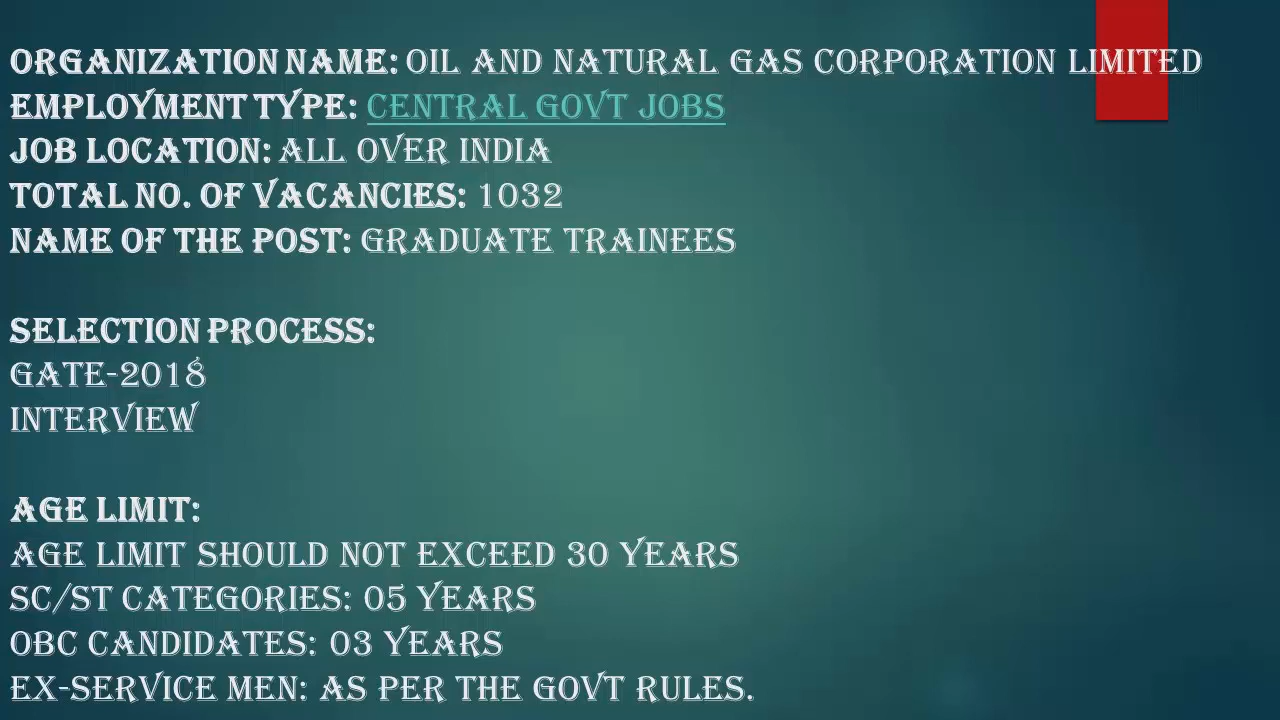 ORGANIZATION NAME: OIL AND NATURAL GAS CORPORATION LIMITED
EMPLOYMENT TYPE: CENTRAL GOVT JOBS
JOB LOCATION: ALL OVER INDIA
TOTAL NO. OF VACANCIES: 1032
NAME OF THE POST: GRADUATE TRAINEES
SELECTION PROCESS:
GATE-2018
INTERVIEW
AGE LIMIT:
AGE LIMIT SHOULD NOT EXCEED 30 YEARS
SC/ST CATEGORIES: 05 YEARS
OBC CANDIDATES: 03 YEARS
EX-SERVICE MEN: AS PER THE GOVT RULES.